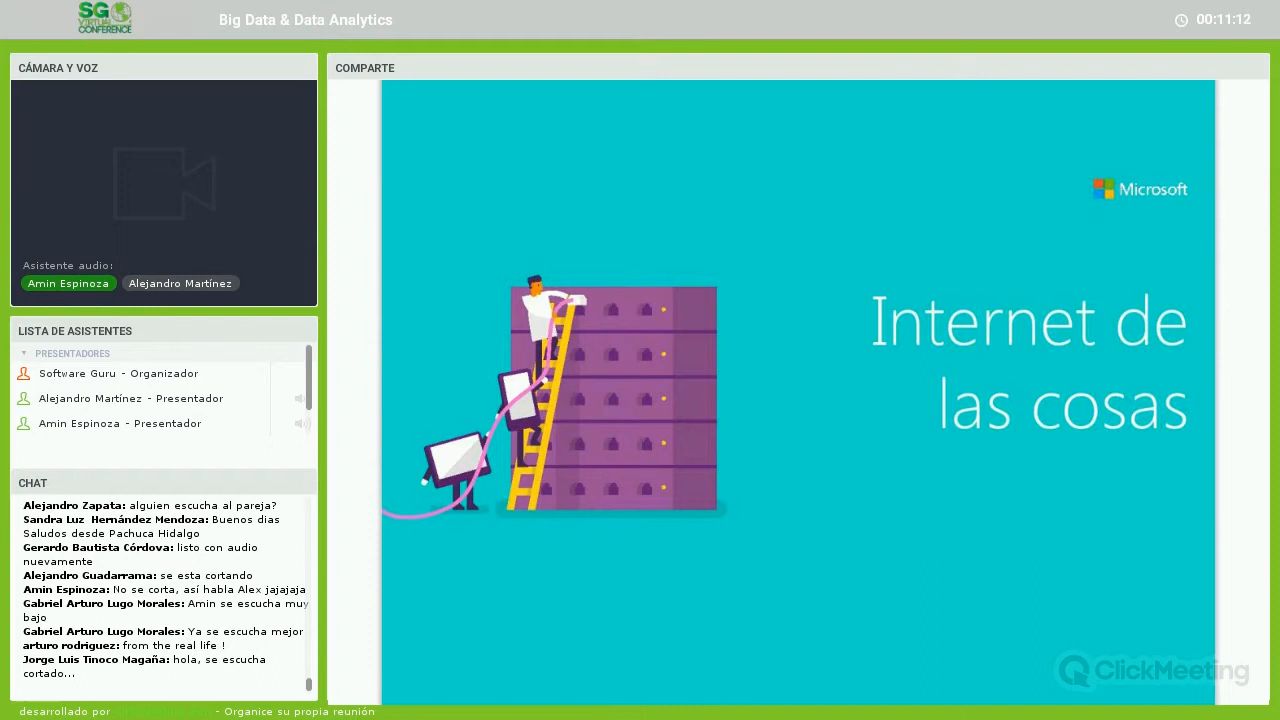 SG
VIRTUAL
CONFERENCE
Big Data & Data Analytics
00:11:12
CÁMARA Y VOZ
Asistente audio:
Amin Espinoza
Alejandro Martínez
LISTA DE ASISTENTES
PRESENTADORES
Software Guru - Organizador
Alejandro Martínez - Presentador
Amin Espinoza - Presentador
CHAT
Alejandro Zapata: alguien escucha al pareja?
Sandra Luz Hernández Mendoza: Buenos dias
Saludos desde Pachuca Hidalgo
Gerardo Bautista Córdova: listo con audio
nuevamente
Alejandro Guadarrama: se esta cortando
Amin Espinoza: No se corta, así habla Alex jajajaja
Gabriel Arturo Lugo Morales: Amin se escucha muy
bajo
Gabriel Arturo Lugo Morales: Ya se escucha mejor
arturo rodriguez: from the real life !
Jorge Luis Tinoco Magaña: hola, se escucha
cortado...
COMPARTE
Microsoft
Internet de
las cosas
ClickMeeting
desarrollado por - Organice su propia reunión